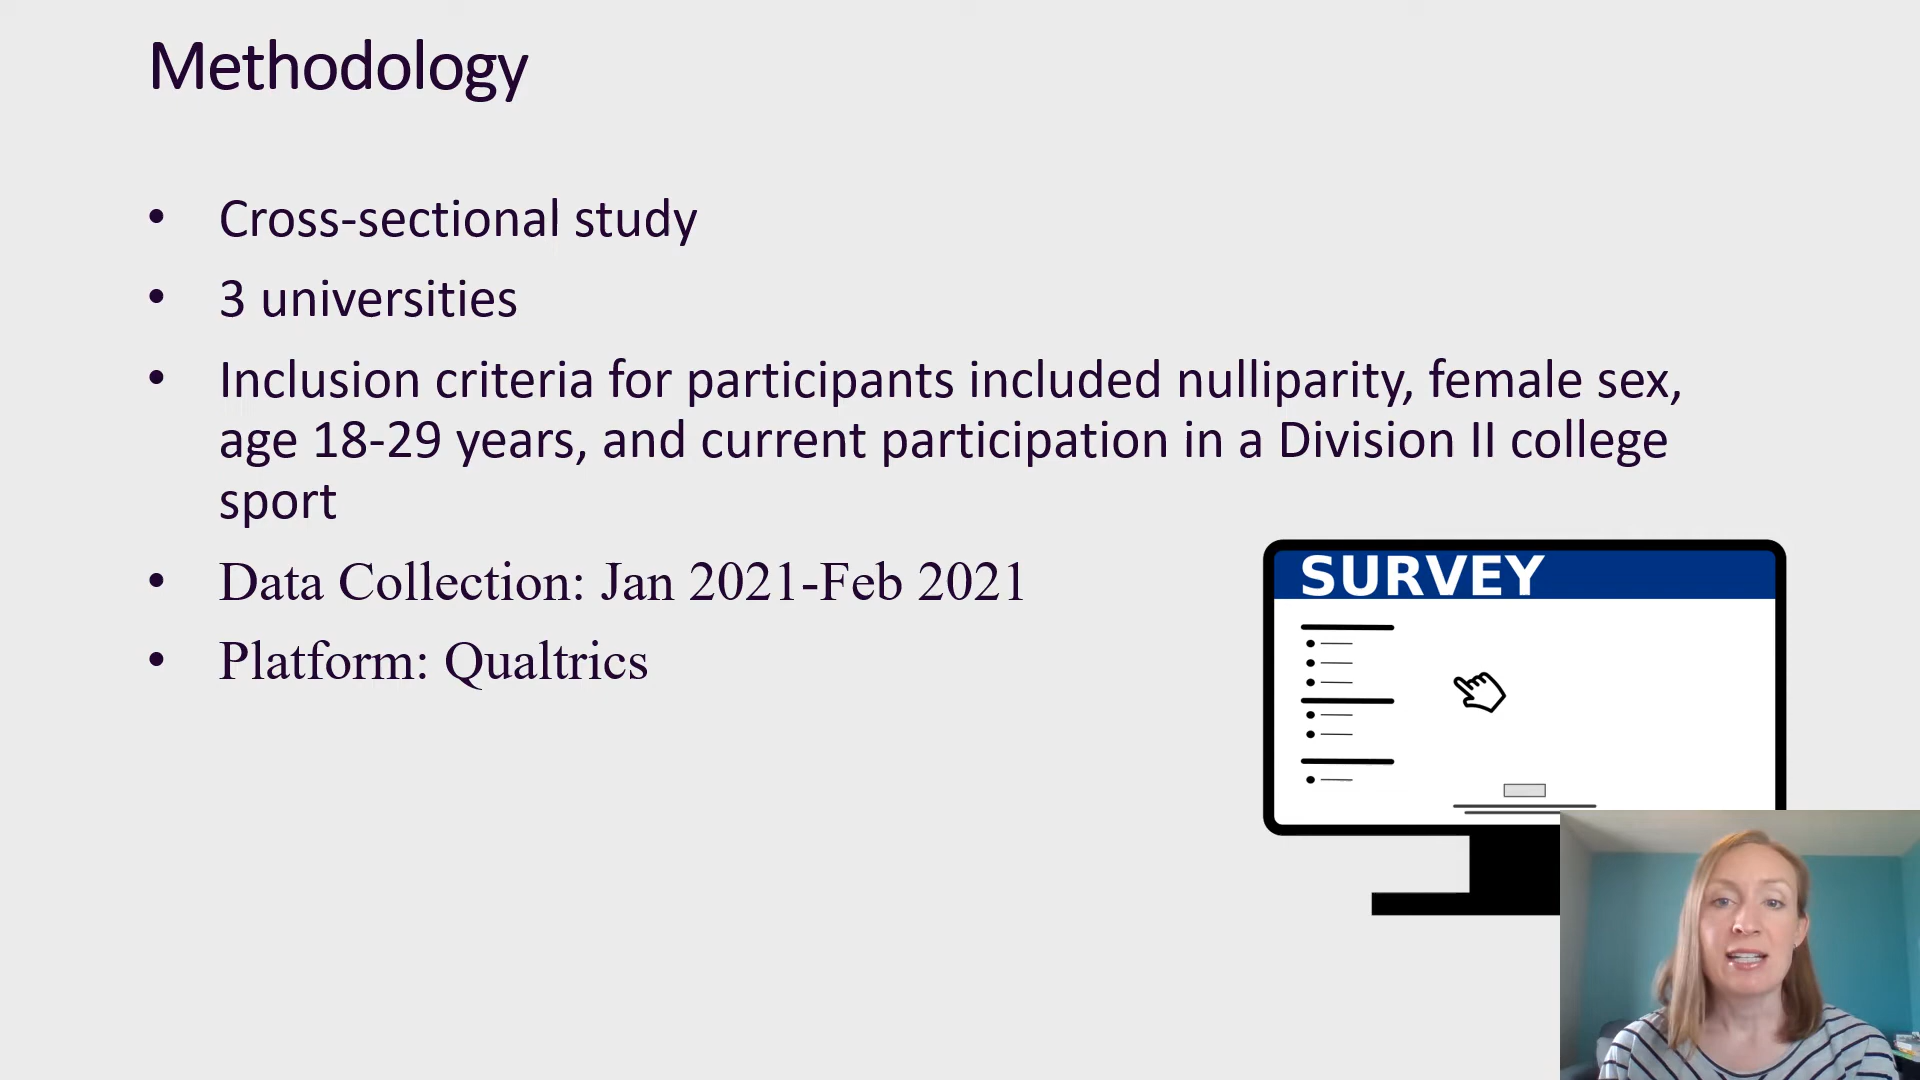 Methodology
• Cross-sectional study
• 3 universities
• Inclusion criteria for participants included nulliparity, female sex,
age 18-29 years, and current participation in a Division II college
sport
• Data Collection: Jan 2021-Feb 2021
• Platform: Qualtrics
SURVEY